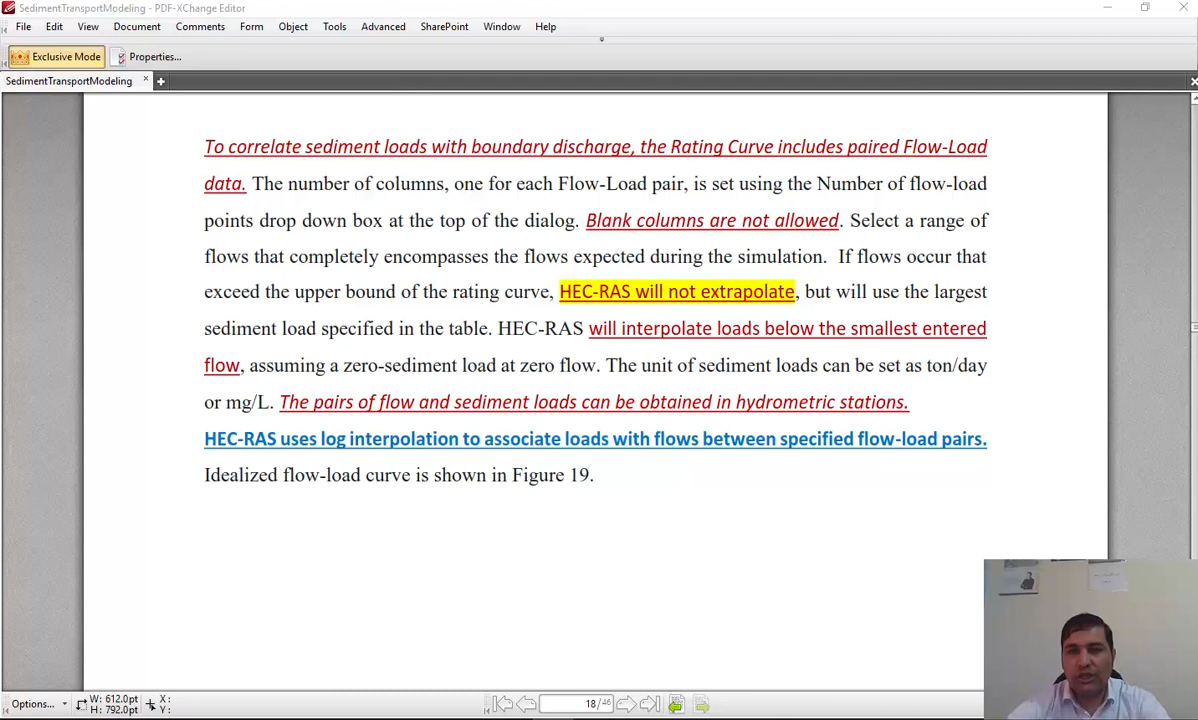 SedimentTransportModeling - PDF-XChange Editor
File Edit View Document Comments Form Object Tools Advanced SharePoint Window Help
Exclusive Mode Properties...
SedimentTransportModeling
To correlate sediment loads with boundary discharge, the Rating Curve includes paired Flow-Load
data. The number of columns, one for each Flow-Load pair, is set using the Number of flow-load
points drop down box at the top of the dialog. Blank columns are not allowed. Select a range of
flows that completely encompasses the flows expected during the simulation. If flows occur that
exceed the upper bound of the rating curve, HEC-RAS will not extrapolate, but will use the largest
sediment load specified in the table. HEC-RAS will interpolate loads below the smallest entered
flow, assuming a zero-sediment load at zero flow. The unit of sediment loads can be set as ton/day
or mg/L. The pairs of flow and sediment loads can be obtained in hydrometric stations.
HEC-RAS uses log interpolation to associate loads with flows between specified flow-load pairs.
Idealized flow-load curve is shown in Figure 19.
Options... W: 612.0pt X: 18/46
H: 792.0pt Y: